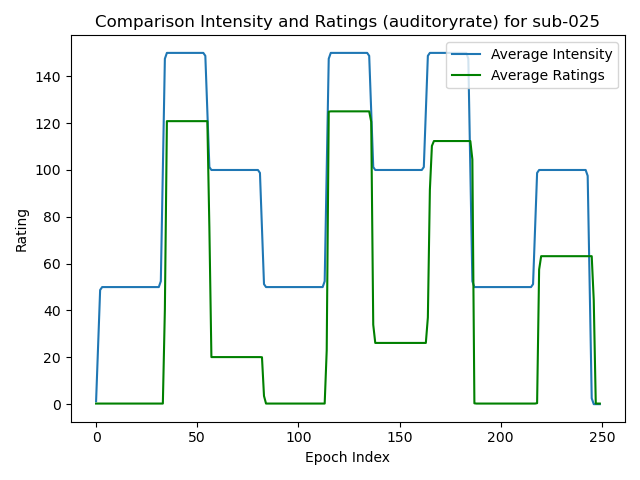 Comparison Intensity and Ratings (auditoryrate) for sub-025
Average Intensity
Average Ratings
Rating
140
120
100
80
60
40
20
0
0 50 100 150 200 250
Epoch Index